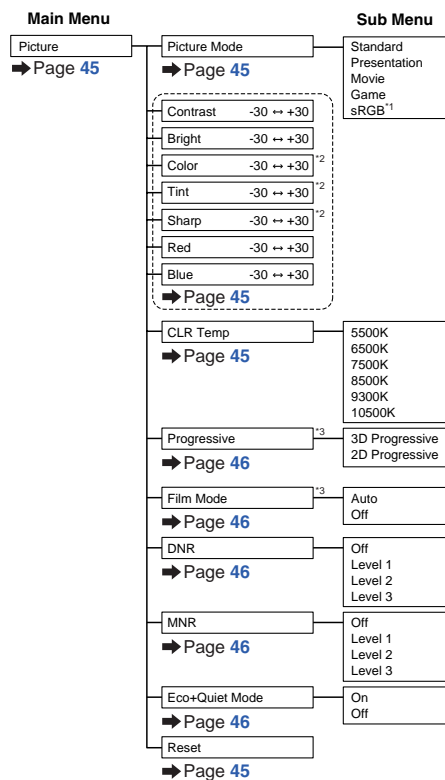 Main Menu Sub Menu
Picture Picture Mode Standard
➡Page 45 ➡Page 45 Presentation
Movie
Game
sRGB*1
Contrast -30 ↔ +30
Bright -30 ↔ +30
Color -30 ↔ +30 *2
Tint -30 ↔ +30 *2
Sharp -30 ↔ +30 *2
Red -30 ↔ +30
Blue -30 ↔ +30
➡Page 45
CLR Temp 5500K
➡Page 45 6500K
7500K
8500K
9300K
10500K
Progressive *3 3D Progressive
➡Page 46 2D Progressive
Film Mode *3 Auto
➡Page 46 Off
DNR Off
➡Page 46 Level 1
Level 2
Level 3
MNR Off
➡Page 46 Level 1
Level 2
Level 3
Eco+Quiet Mode On
➡Page 46 Off
Reset
➡Page 45